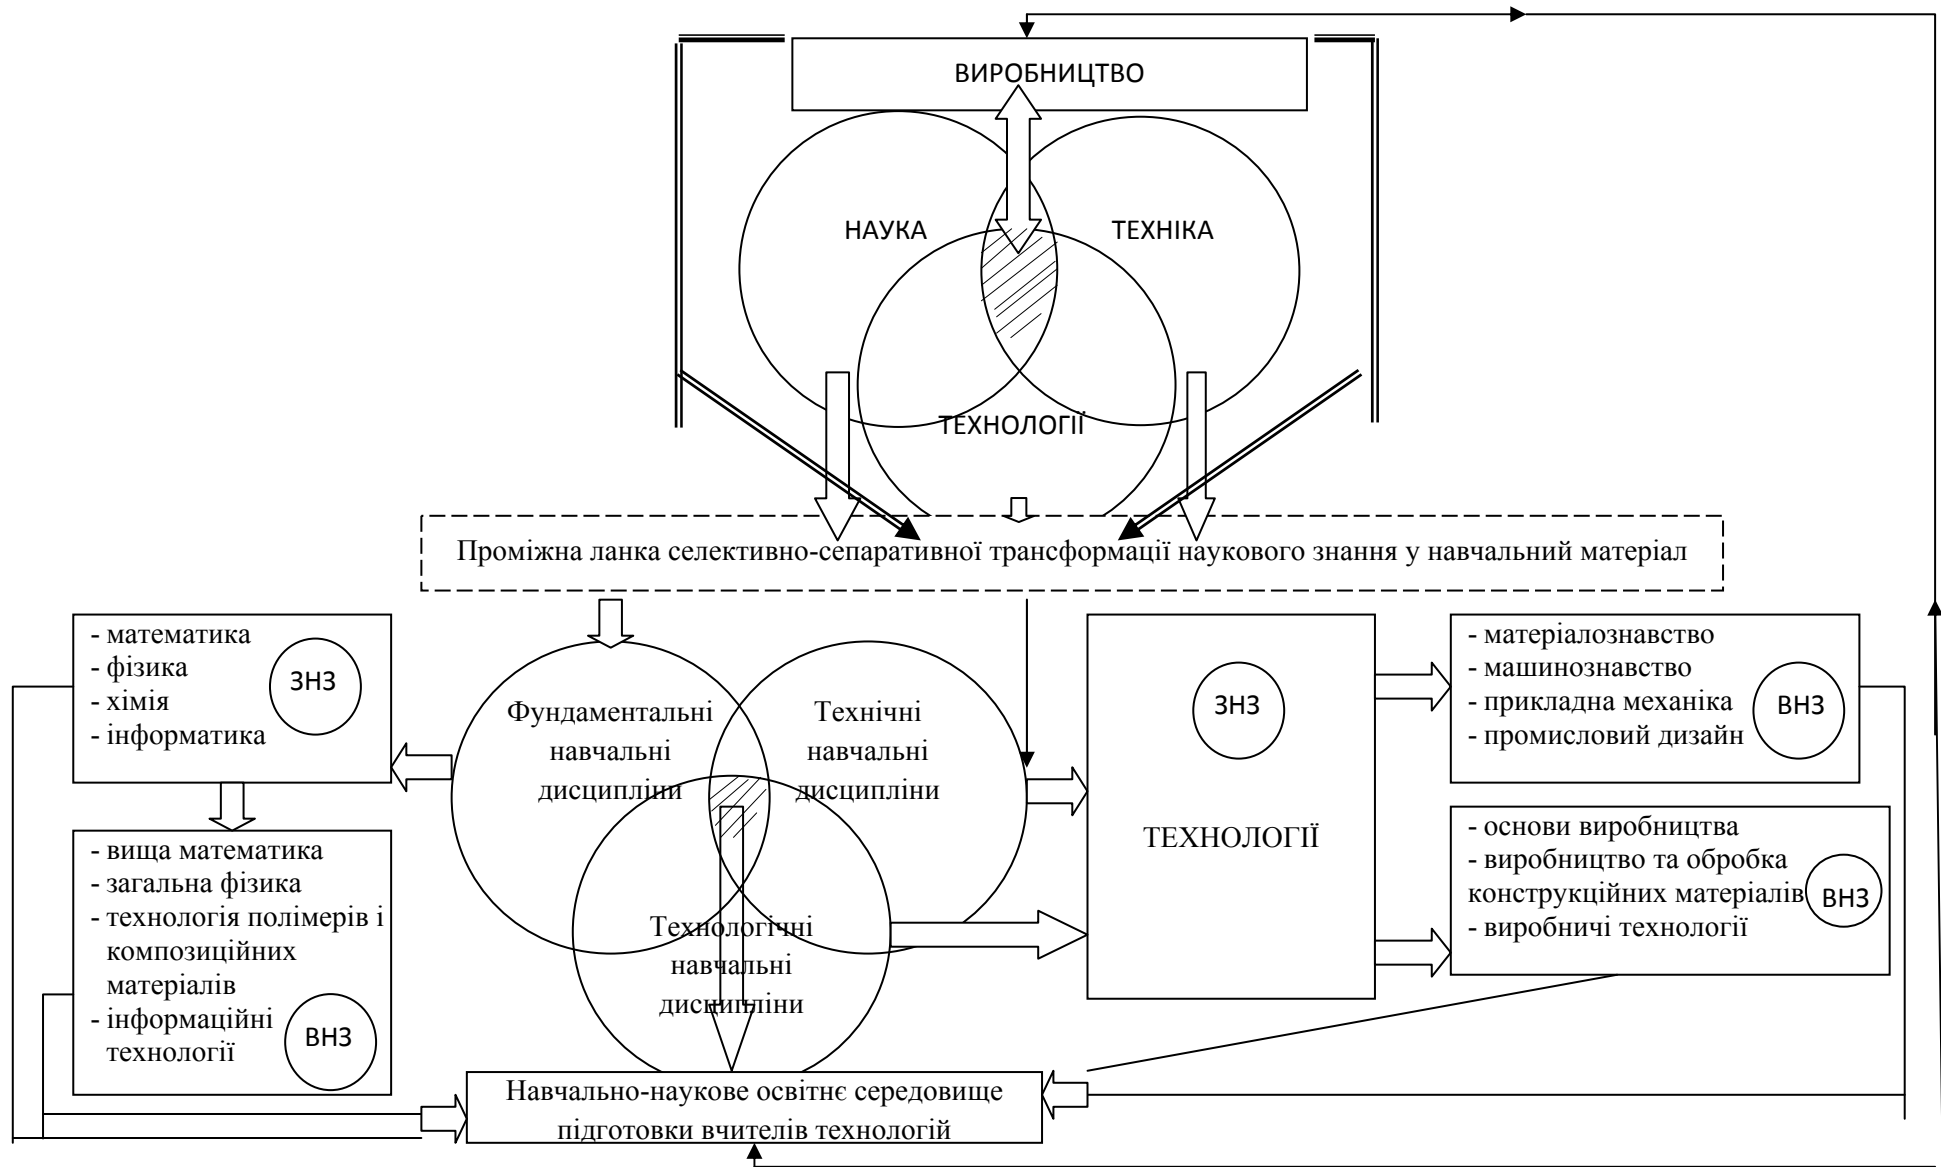 ВИРОБНИЦТВО
НАУКА
ТЕХНІКА
ТЕХНОЛОГІЇ
Проміжна ланка селективно-сепаративної трансформації наукового знання у навчальний матеріал
- математика
- фізика
- хімія
- інформатика
ЗНЗ
- вища математика
- загальна фізика
- технологія полімерів і
композиційних
матеріалів
- інформаційні
технології
ВНЗ
Фундаментальні
навчальні
дисципліни
Технічні
навчальні
дисципліни
Технологічні
навчальні
дисципліни
ЗНЗ
ТЕХНОЛОГІЇ
- матеріалознавство
- машинознавство
- прикладна механіка
- промисловий дизайн
ВНЗ
- основи виробництва
- виробництво та обробка
конструкційних матеріалів
- виробничі технології
ВНЗ
Навчально-наукове освітнє середовище
підготовки вчителів технологій